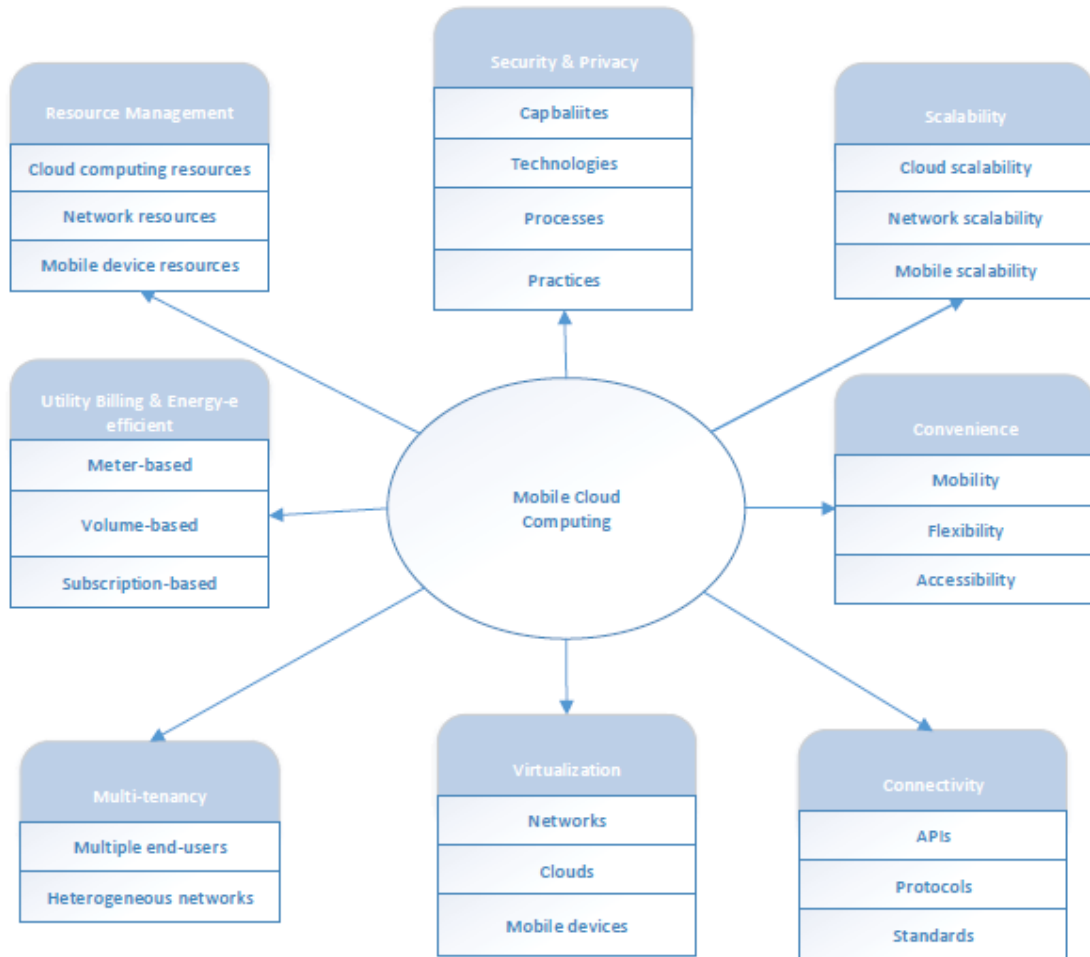 Security & Privacy
Capbaliites
Technologies
Processes
Practices
Resource Management
Cloud computing resources
Network resources
Mobile device resources
Scalability
Cloud scalability
Network scalability
Mobile scalability
Utility Billing & Energy-e
efficient
Meter-based
Volume-based
Subscription-based
Mobile Cloud
Computing
Convenience
Mobility
Flexibility
Accessibility
Multi-tenancy
Multiple end-users
Heterogeneous networks
Virtualization
Networks
Clouds
Mobile devices
Connectivity
APIs
Protocols
Standards